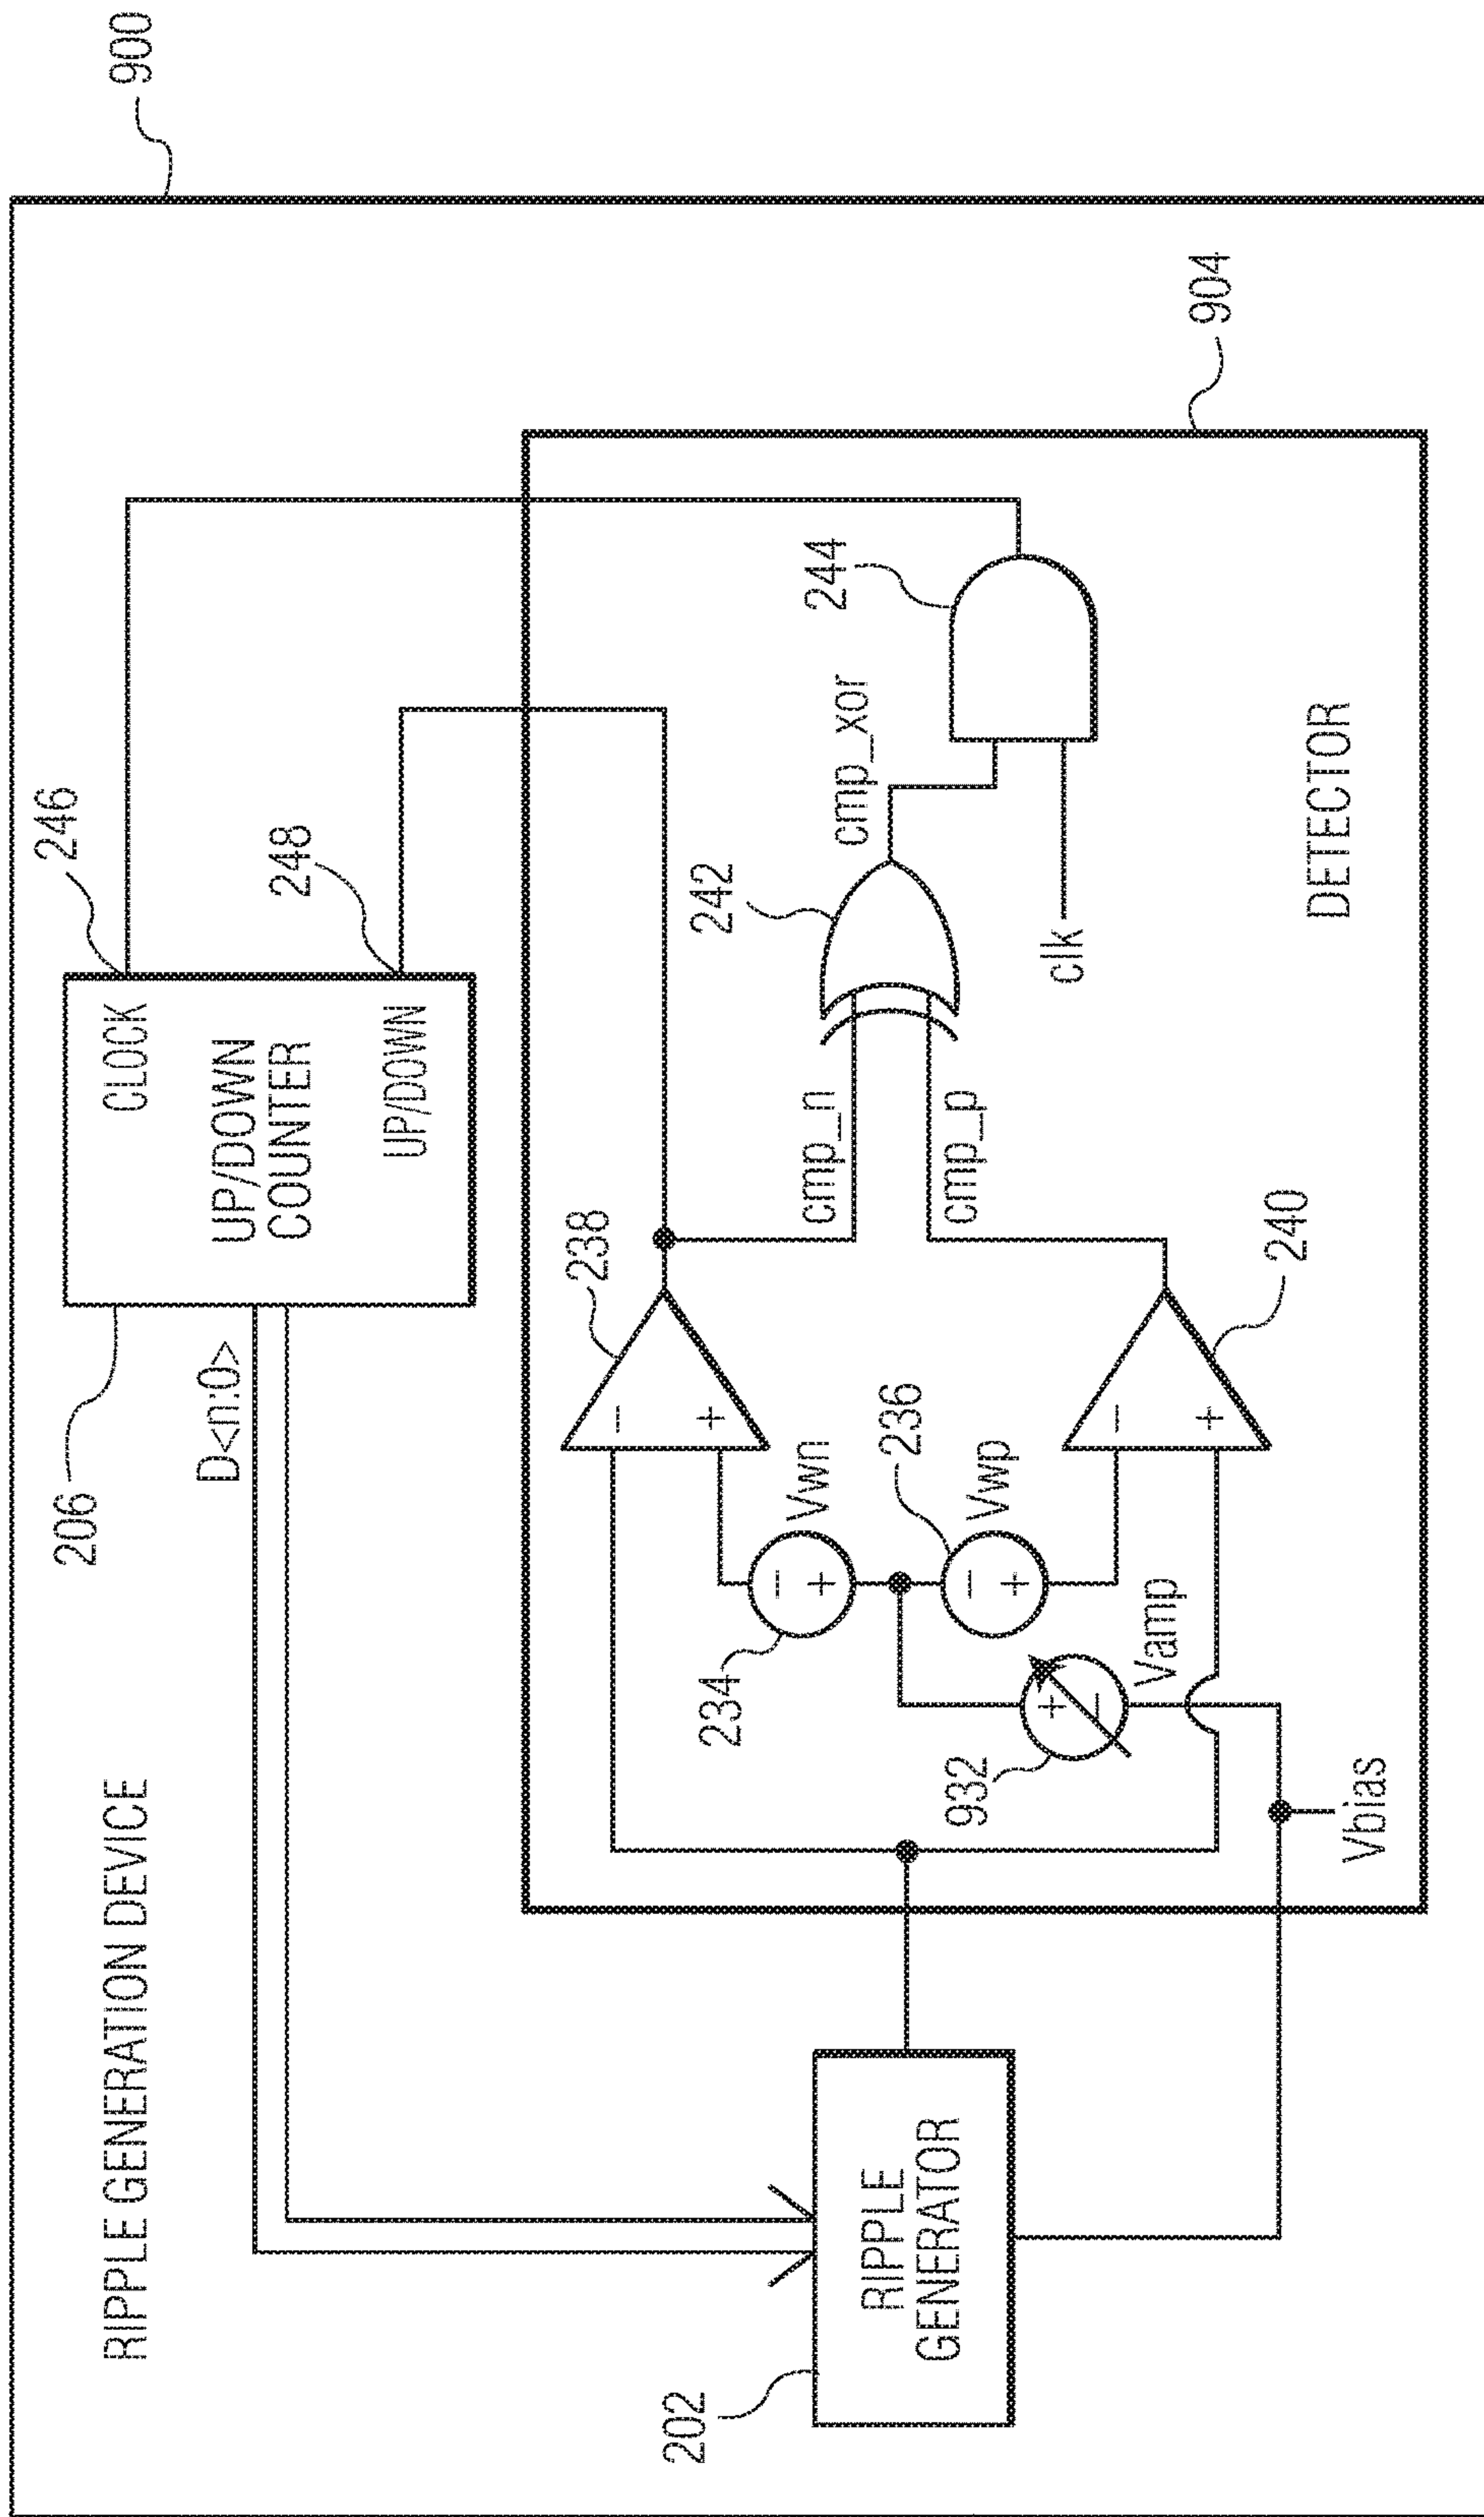 900
RIPPLE GENERATION DEVICE
206
246
CLOCK
UP/DOWN
COUNTER
248
UP/DOWN
D<n:0>
904
238
-
+
234
-
+
Vwn
236
-
+
Vwp
932
+
-
Vamp
240
-
+
cmp_n
cmp_p
242
cmp_xor
244
clk
DETECTOR
Vbias
202
RIPPLE
GENERATOR